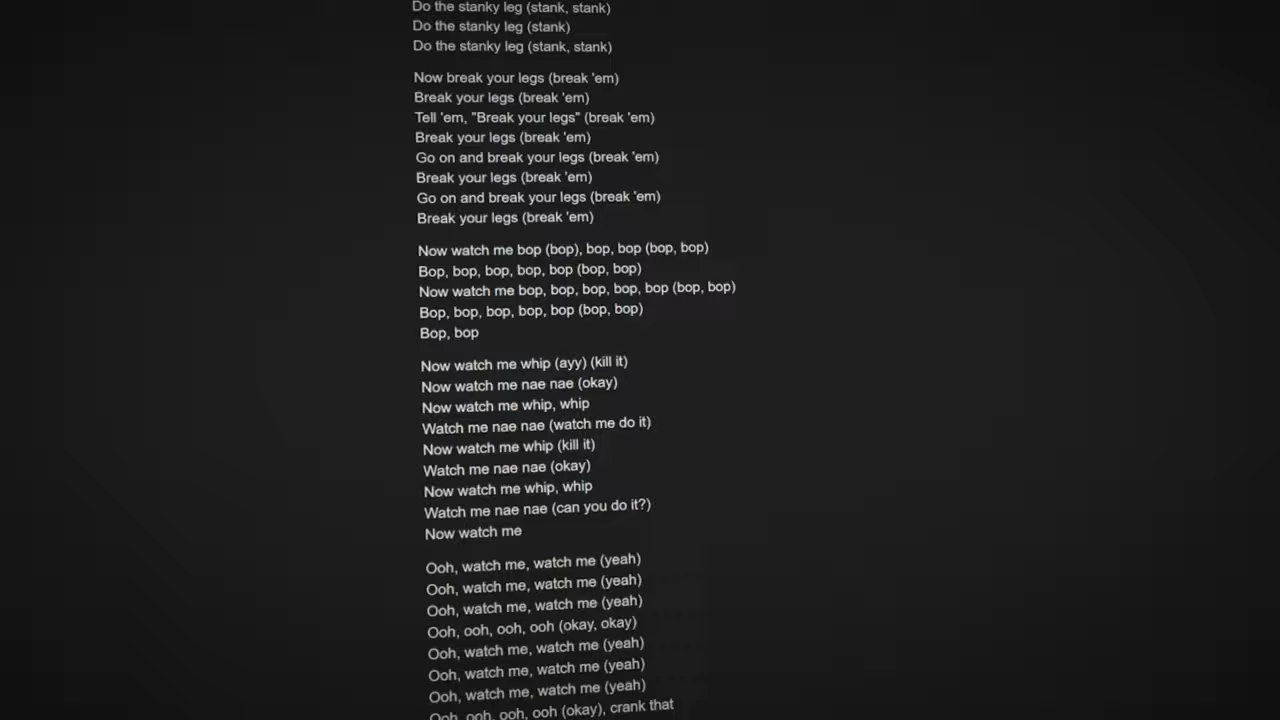 Do the stanky leg (stank, stank)
Do the stanky leg (stank)
Do the stanky leg (stank, stank)
Now break your legs (break 'em)
Break your legs (break 'em)
Tell 'em, "Break your legs" (break 'em)
Break your legs (break 'em)
Go on and break your legs (break 'em)
Break your legs (break 'em)
Go on and break your legs (break 'em)
Break your legs (break 'em)
Now watch me bop (bop), bop, bop (bop, bop)
Bop, bop, bop, bop, bop (bop, bop)
Now watch me bop, bop, bop, bop, bop (bop, bop)
Bop, bop, bop, bop, bop (bop, bop)
Bop, bop
Now watch me whip (ayy) (kill it)
Now watch me nae nae (okay)
Now watch me whip, whip
Watch me nae nae (watch me do it)
Now watch me whip (kill it)
Watch me nae nae (okay)
Now watch me whip, whip
Watch me nae nae (can you do it?)
Now watch me
Ooh, watch me, watch me (yeah)
Ooh, watch me, watch me (yeah)
Ooh, watch me, watch me (yeah)
Ooh, ooh, ooh, ooh (okay, okay)
Ooh, watch me, watch me (yeah)
Ooh, watch me, watch me (yeah)
Ooh, watch me, watch me (yeah)
Ooh, ooh, ooh, ooh (okay), crank that